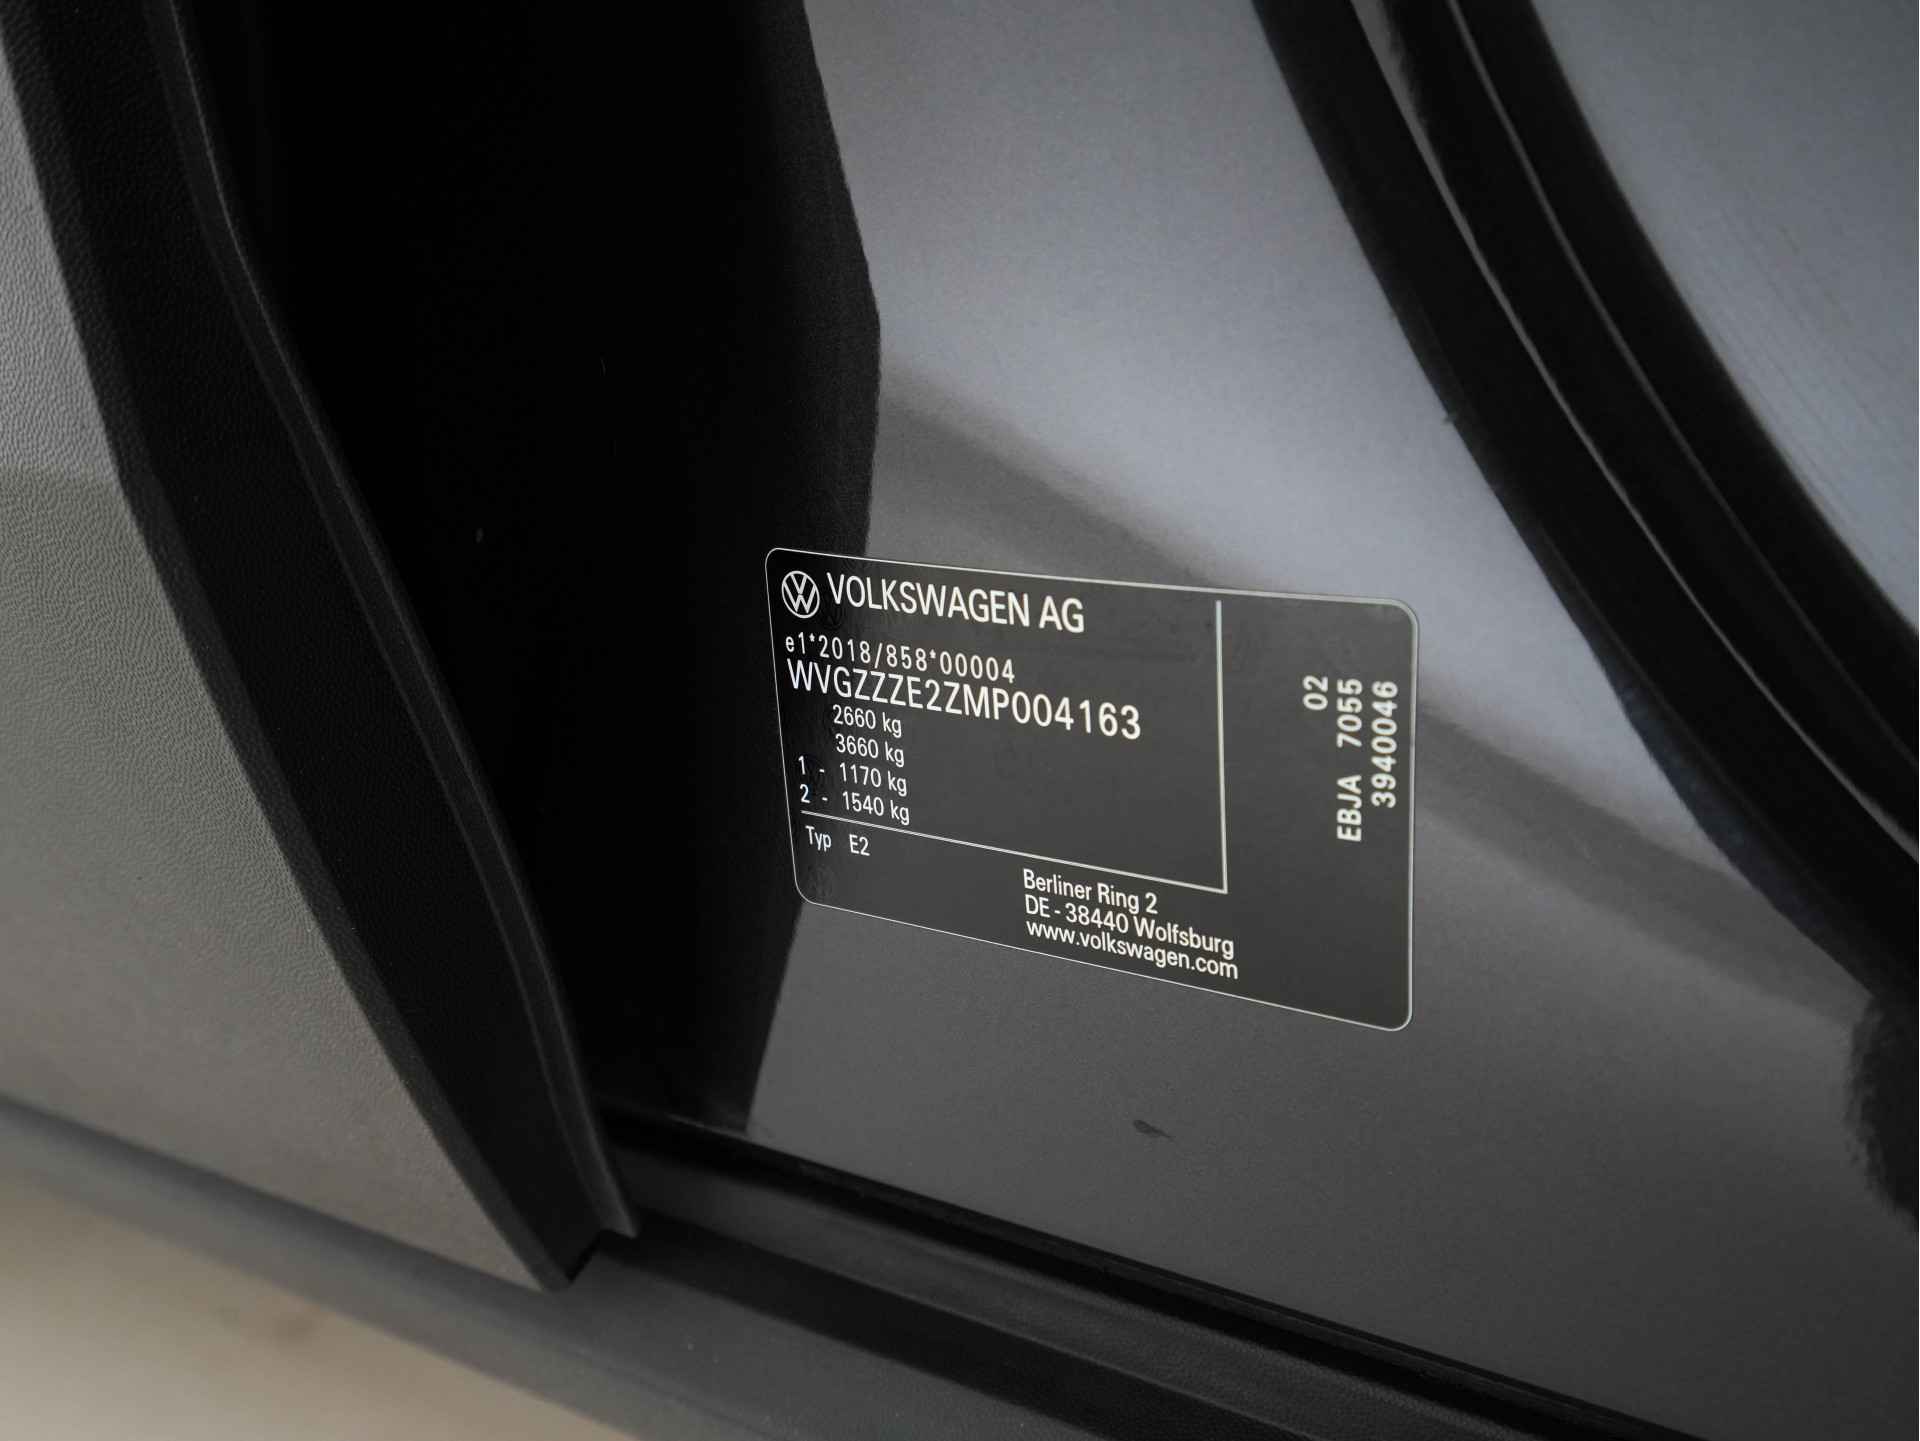 VOLKSWAGEN AG
e1*2018/858*00004
WVGZZZE2ZMP004163
2660 kg
3660 kg
1 - 1170 kg
2 - 1540 kg
Typ E2
Berliner Ring 2
DE - 38440 Wolfsburg
www.volkswagen.com
02
EBJA 7055
3940046